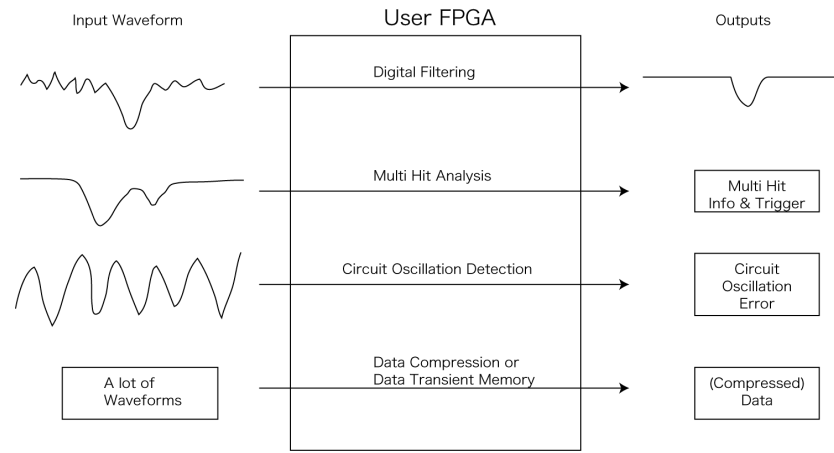 Input Waveform
User FPGA
Outputs
Digital Filtering
Multi Hit Analysis
Multi Hit
Info & Trigger
Circuit Oscillation Detection
Circuit
Oscillation
Error
A lot of
Waveforms
Data Compression or
Data Transient Memory
(Compressed)
Data